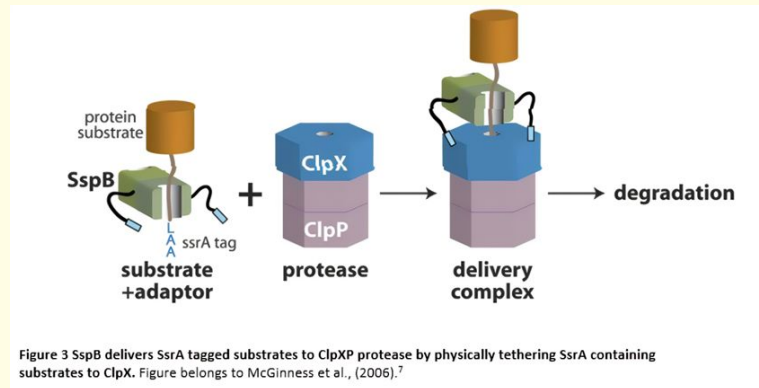 protein
substrate
SspB
L
A
A
ssrA tag
substrate
+adaptor
+
ClpX
ClpP
protease
delivery
complex
degradation
Figure 3 SspB delivers SsrA tagged substrates to ClpXP protease by physically tethering SsrA containing
substrates to ClpX. Figure belongs to McGinness et al., (2006).⁷